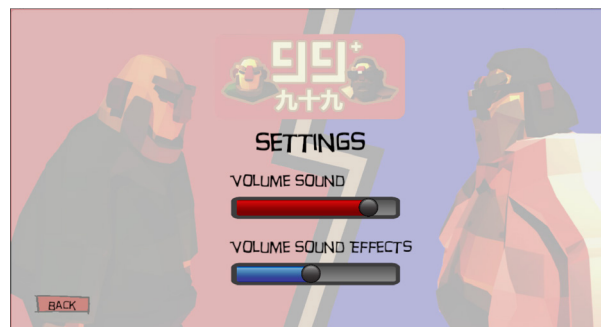 99+
九十九
SETTINGS
VOLUME SOUND
VOLUME SOUND EFFECTS
BACK